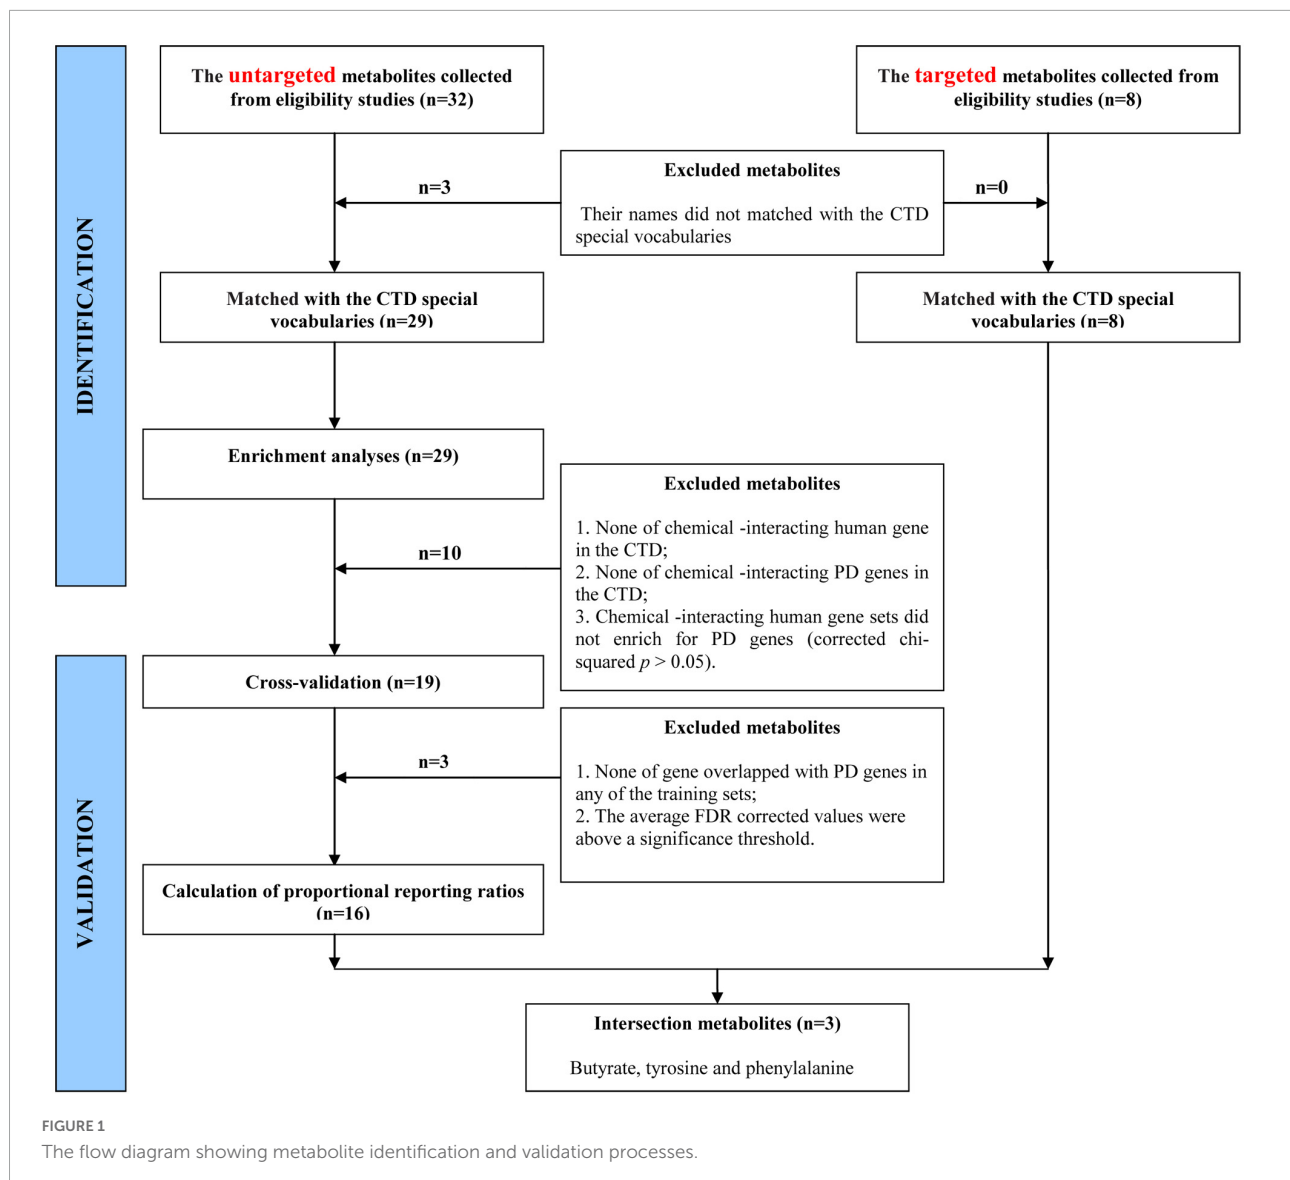 The untargeted metabolites collected
from eligibility studies (n=32)
The targeted metabolites collected from
eligibility studies (n=8)
IDENTIFICATION
Excluded metabolites
Their names did not matched with the CTD
special vocabularies
n=3
n=0
Matched with the CTD special
vocabularies (n=29)
Matched with the CTD special
vocabularies (n=8)
Enrichment analyses (n=29)
Excluded metabolites
1. None of chemical -interacting human gene
in the CTD;
2. None of chemical -interacting PD genes in
the CTD;
3. Chemical -interacting human gene sets did
not enrich for PD genes (corrected chi-
squared p > 0.05).
n=10
VALIDATION
Cross-validation (n=19)
Excluded metabolites
1. None of gene overlapped with PD genes in
any of the training sets;
2. The average FDR corrected values were
above a significance threshold.
n=3
Calculation of proportional reporting ratios
(n=16)
Intersection metabolites (n=3)
Butyrate, tyrosine and phenylalanine
FIGURE 1
The flow diagram showing metabolite identification and validation processes.